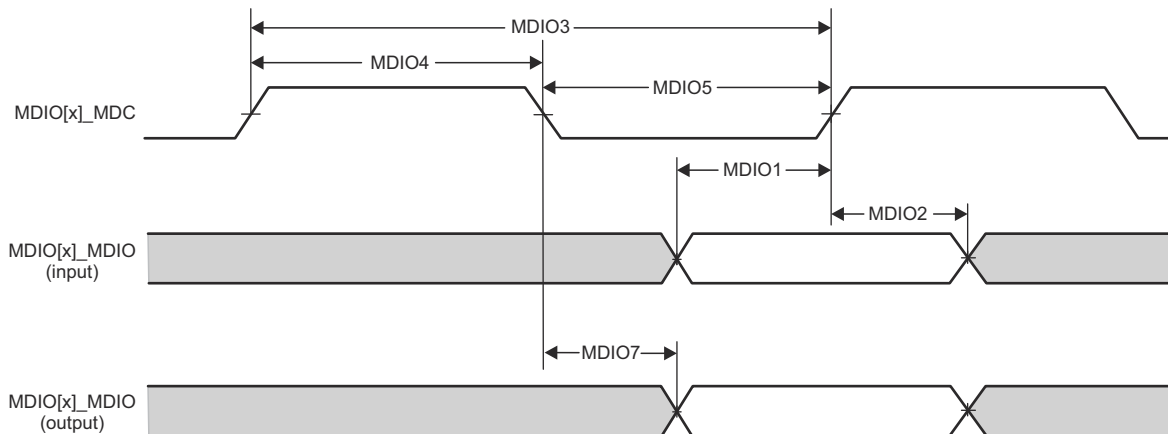 MDIO3
MDIO4
MDIO5
MDIO[x]_MDC
MDIO1
MDIO2
MDIO[x]_MDIO
(input)
MDIO7
MDIO[x]_MDIO
(output)